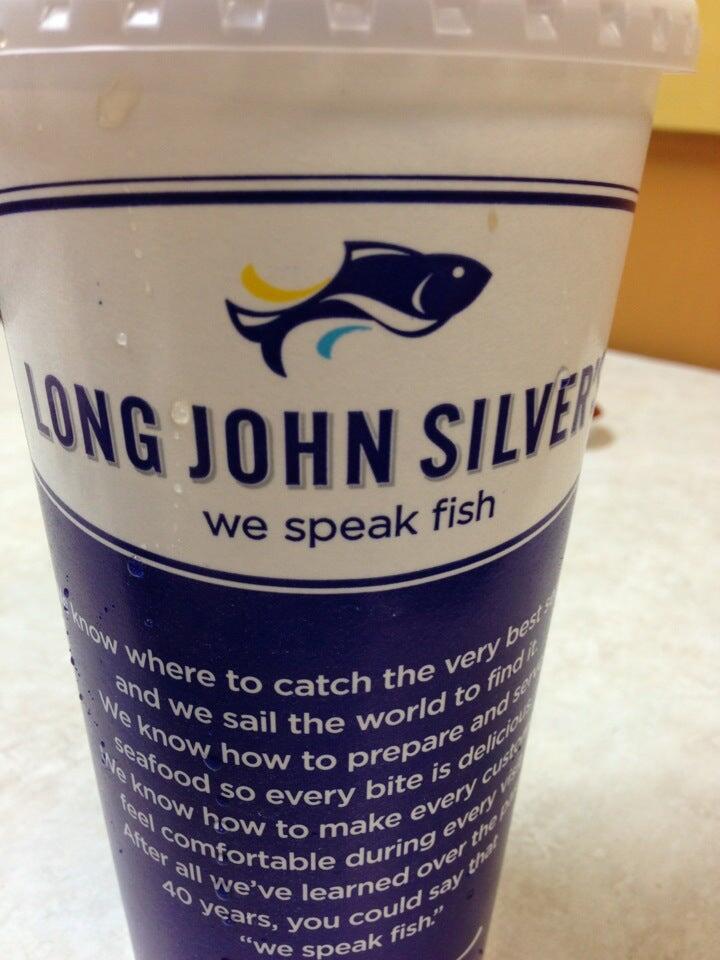 LONG JOHN SILVER'
we speak fish
know where to catch the very best
and we sail the world to find it.
We know how to prepare and
seafood so every bite is delicious
We know how to make every
feel comfortable during every
After all we've learned over the
40 years, you could say that
"we speak fish."